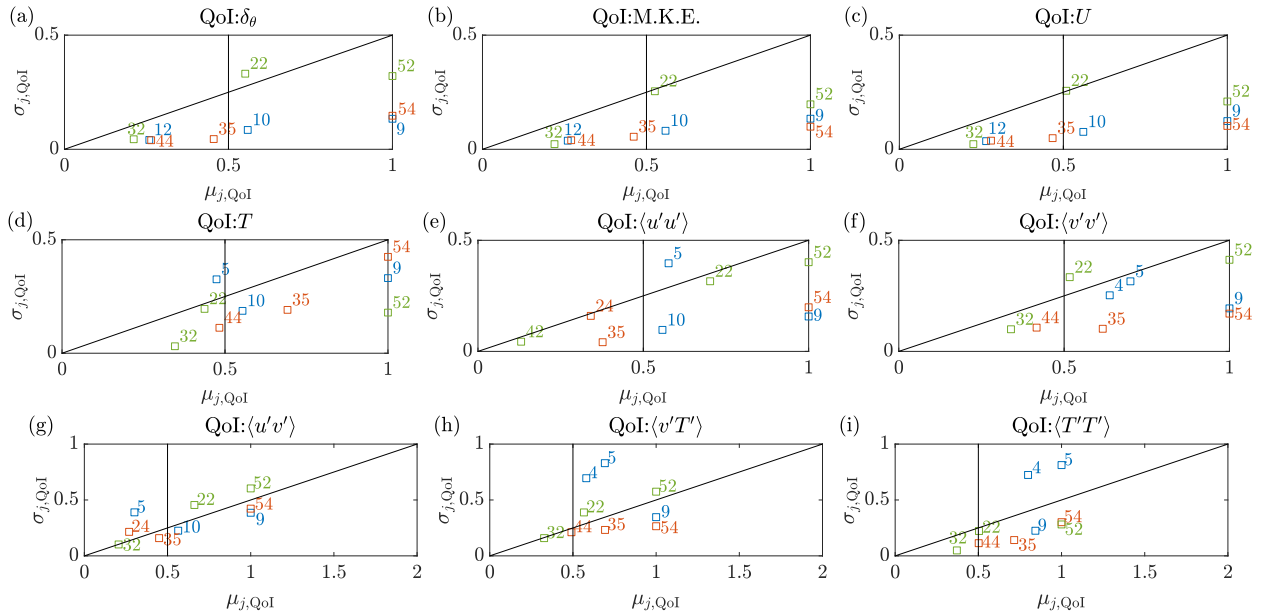 (a) QoI:δθ
0.5
22
52
54
9
10
35
32
12
44
0
0 0.5 1
σj,QoI
μj,QoI
(b) QoI:M.K.E.
0.5
22
52
9
54
10
35
32
12
44
0
0 0.5 1
σj,QoI
μj,QoI
(c) QoI:U
0.5
22
52
9
54
10
35
32
12
44
0
0 0.5 1
σj,QoI
μj,QoI
(d) QoI:T
0.5
54
5
9
22
10
35
52
44
32
0
0 0.5 1
σj,QoI
μj,QoI
(e) QoI:⟨u′u′⟩
0.5
5
52
22
24
54
9
10
35
42
0
0 0.5 1
σj,QoI
μj,QoI
(f) QoI:⟨v′v′⟩
0.5
52
22
5
4
9
54
44
35
32
0
0 0.5 1
σj,QoI
μj,QoI
(g) QoI:⟨u′v′⟩
1
0.5
52
22
5
54
9
24
10
35
32
0
0 0.5 1 1.5 2
σj,QoI
μj,QoI
(h) QoI:⟨v′T′⟩
1
0.5
5
4
52
22
9
54
35
44
32
0
0 0.5 1 1.5 2
σj,QoI
μj,QoI
(i) QoI:⟨T′T′⟩
1
0.5
5
4
54
52
9
22
35
44
32
0
0 0.5 1 1.5 2
σj,QoI
μj,QoI